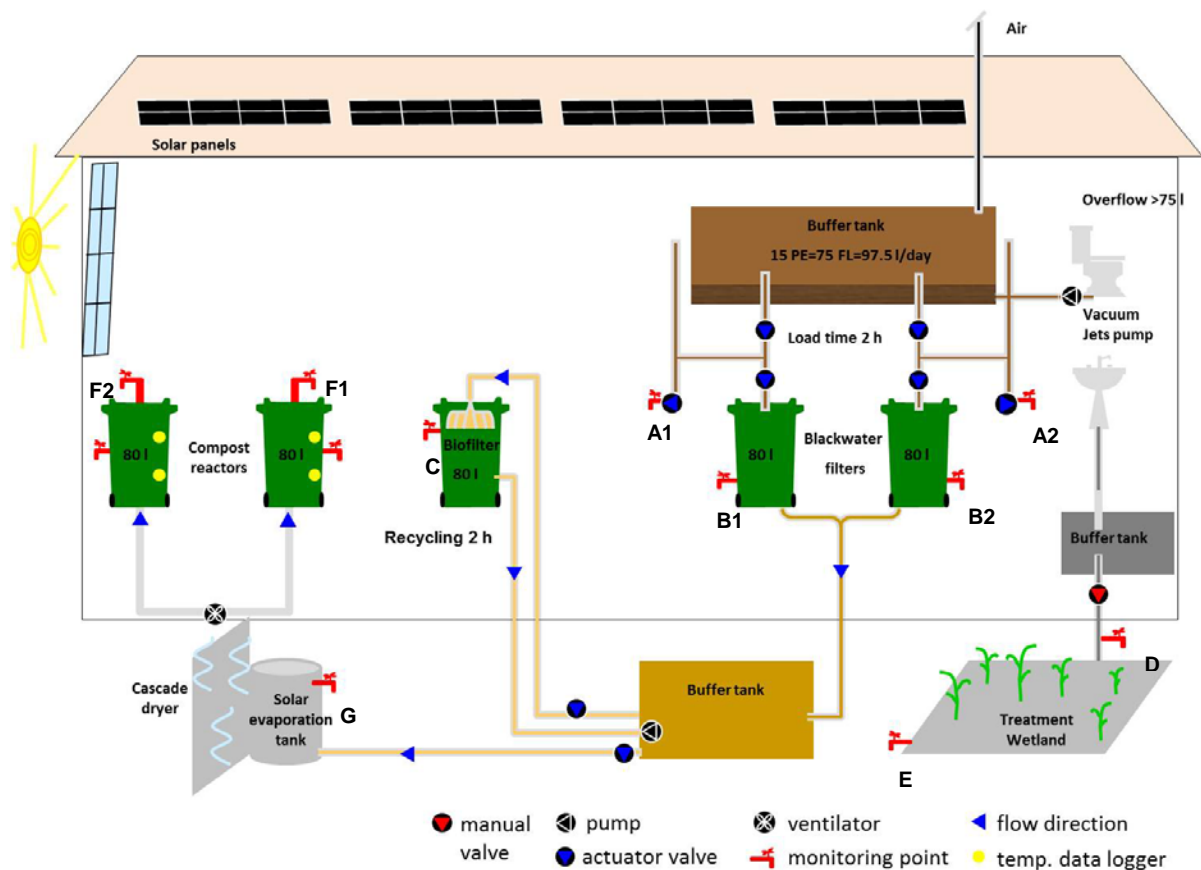 Air
Solar panels
Overflow >75 l
Buffer tank
15 PE=75 FL=97.5 l/day
Vacuum
Jets pump
Load time 2 h
F2
F1
A1
A2
80 l
Compost
reactors
80 l
C
Biofilter
80 l
80 l
Blackwater
filters
80 l
B1
B2
Recycling 2 h
Buffer tank
Cascade
dryer
Solar
evaporation
tank
G
Buffer tank
D
Treatment
Wetland
E
manual
valve
pump
actuator valve
ventilator
monitoring point
flow direction
temp. data logger